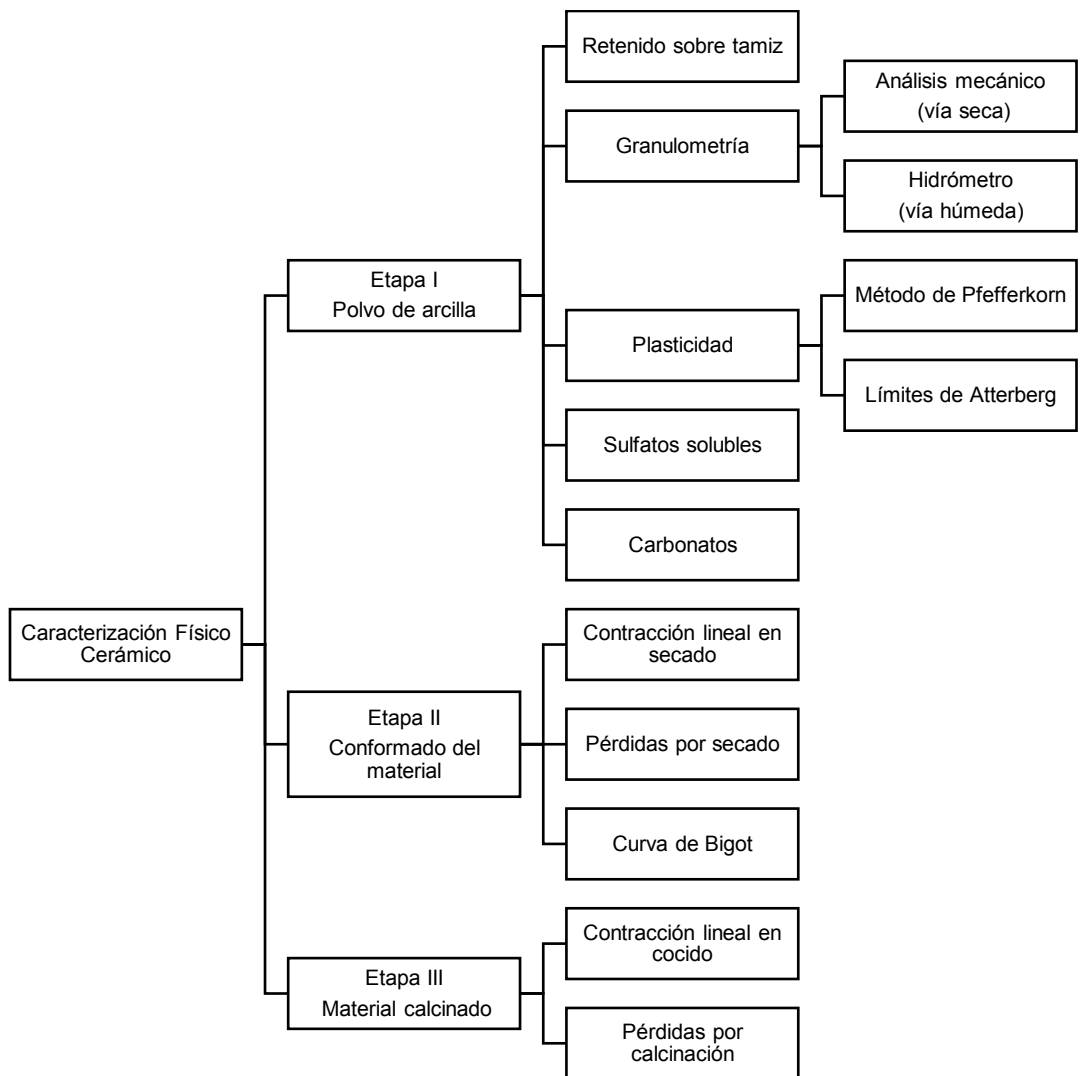 Caracterización Físico
Cerámico
Etapa I
Polvo de arcilla
Retenido sobre tamiz
Granulometría
Análisis mecánico
(vía seca)
Hidrómetro
(vía húmeda)
Plasticidad
Método de Pfefferkorn
Límites de Atterberg
Sulfatos solubles
Carbonatos
Etapa II
Conformado del
material
Contracción lineal en
secado
Pérdidas por secado
Curva de Bigot
Etapa III
Material calcinado
Contracción lineal en
cocido
Pérdidas por
calcinación